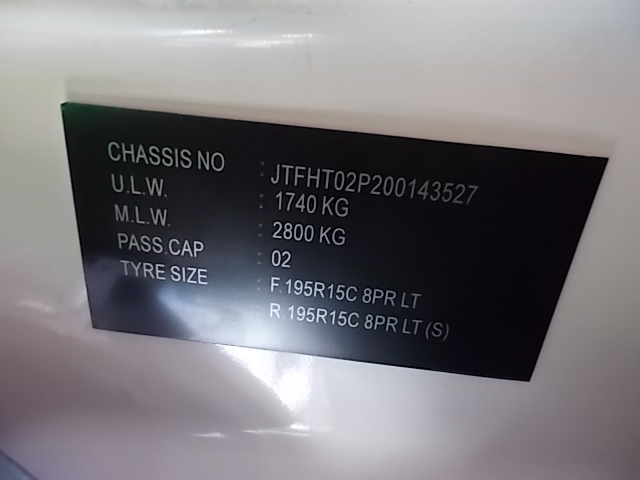 CHASSIS NO : JTFHT02P200143527
U.L.W. : 1740 KG
M.L.W. : 2800 KG
PASS.CAP : 02
TYRE SIZE : F.195R15C 8PR LT
: R.195R15C 8PR LT (S)